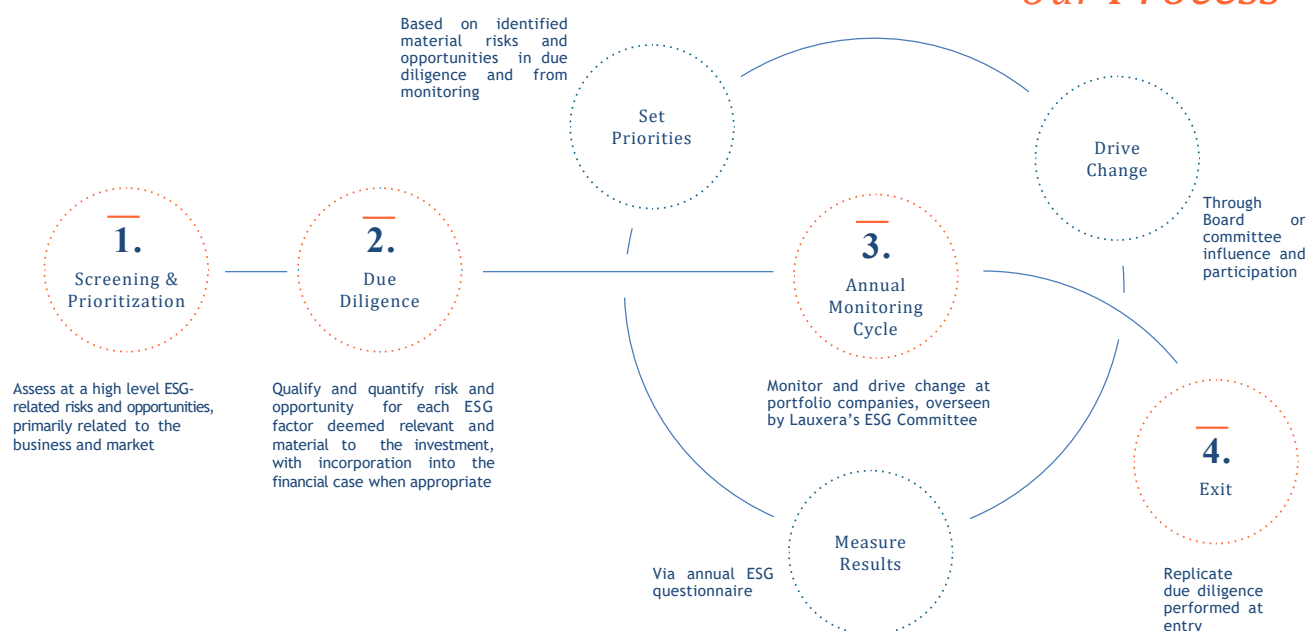 our Process
Based on identified
material risks and
opportunities in due
diligence and from
monitoring
Set
Priorities
Drive
Change
Through
Board or
committee
influence and
participation
1.
Screening &
Prioritization
2.
Due
Diligence
3.
Annual
Monitoring
Cycle
Assess at a high level ESG-
related risks and opportunities,
primarily related to the
business and market
Qualify and quantify risk and
opportunity for each ESG
factor deemed relevant and
material to the investment,
with incorporation into the
financial case when appropriate
Monitor and drive change at
portfolio companies, overseen
by Lauxera’s ESG Committee
4.
Exit
Measure
Results
Via annual ESG
questionnaire
Replicate
due diligence
performed at
entry